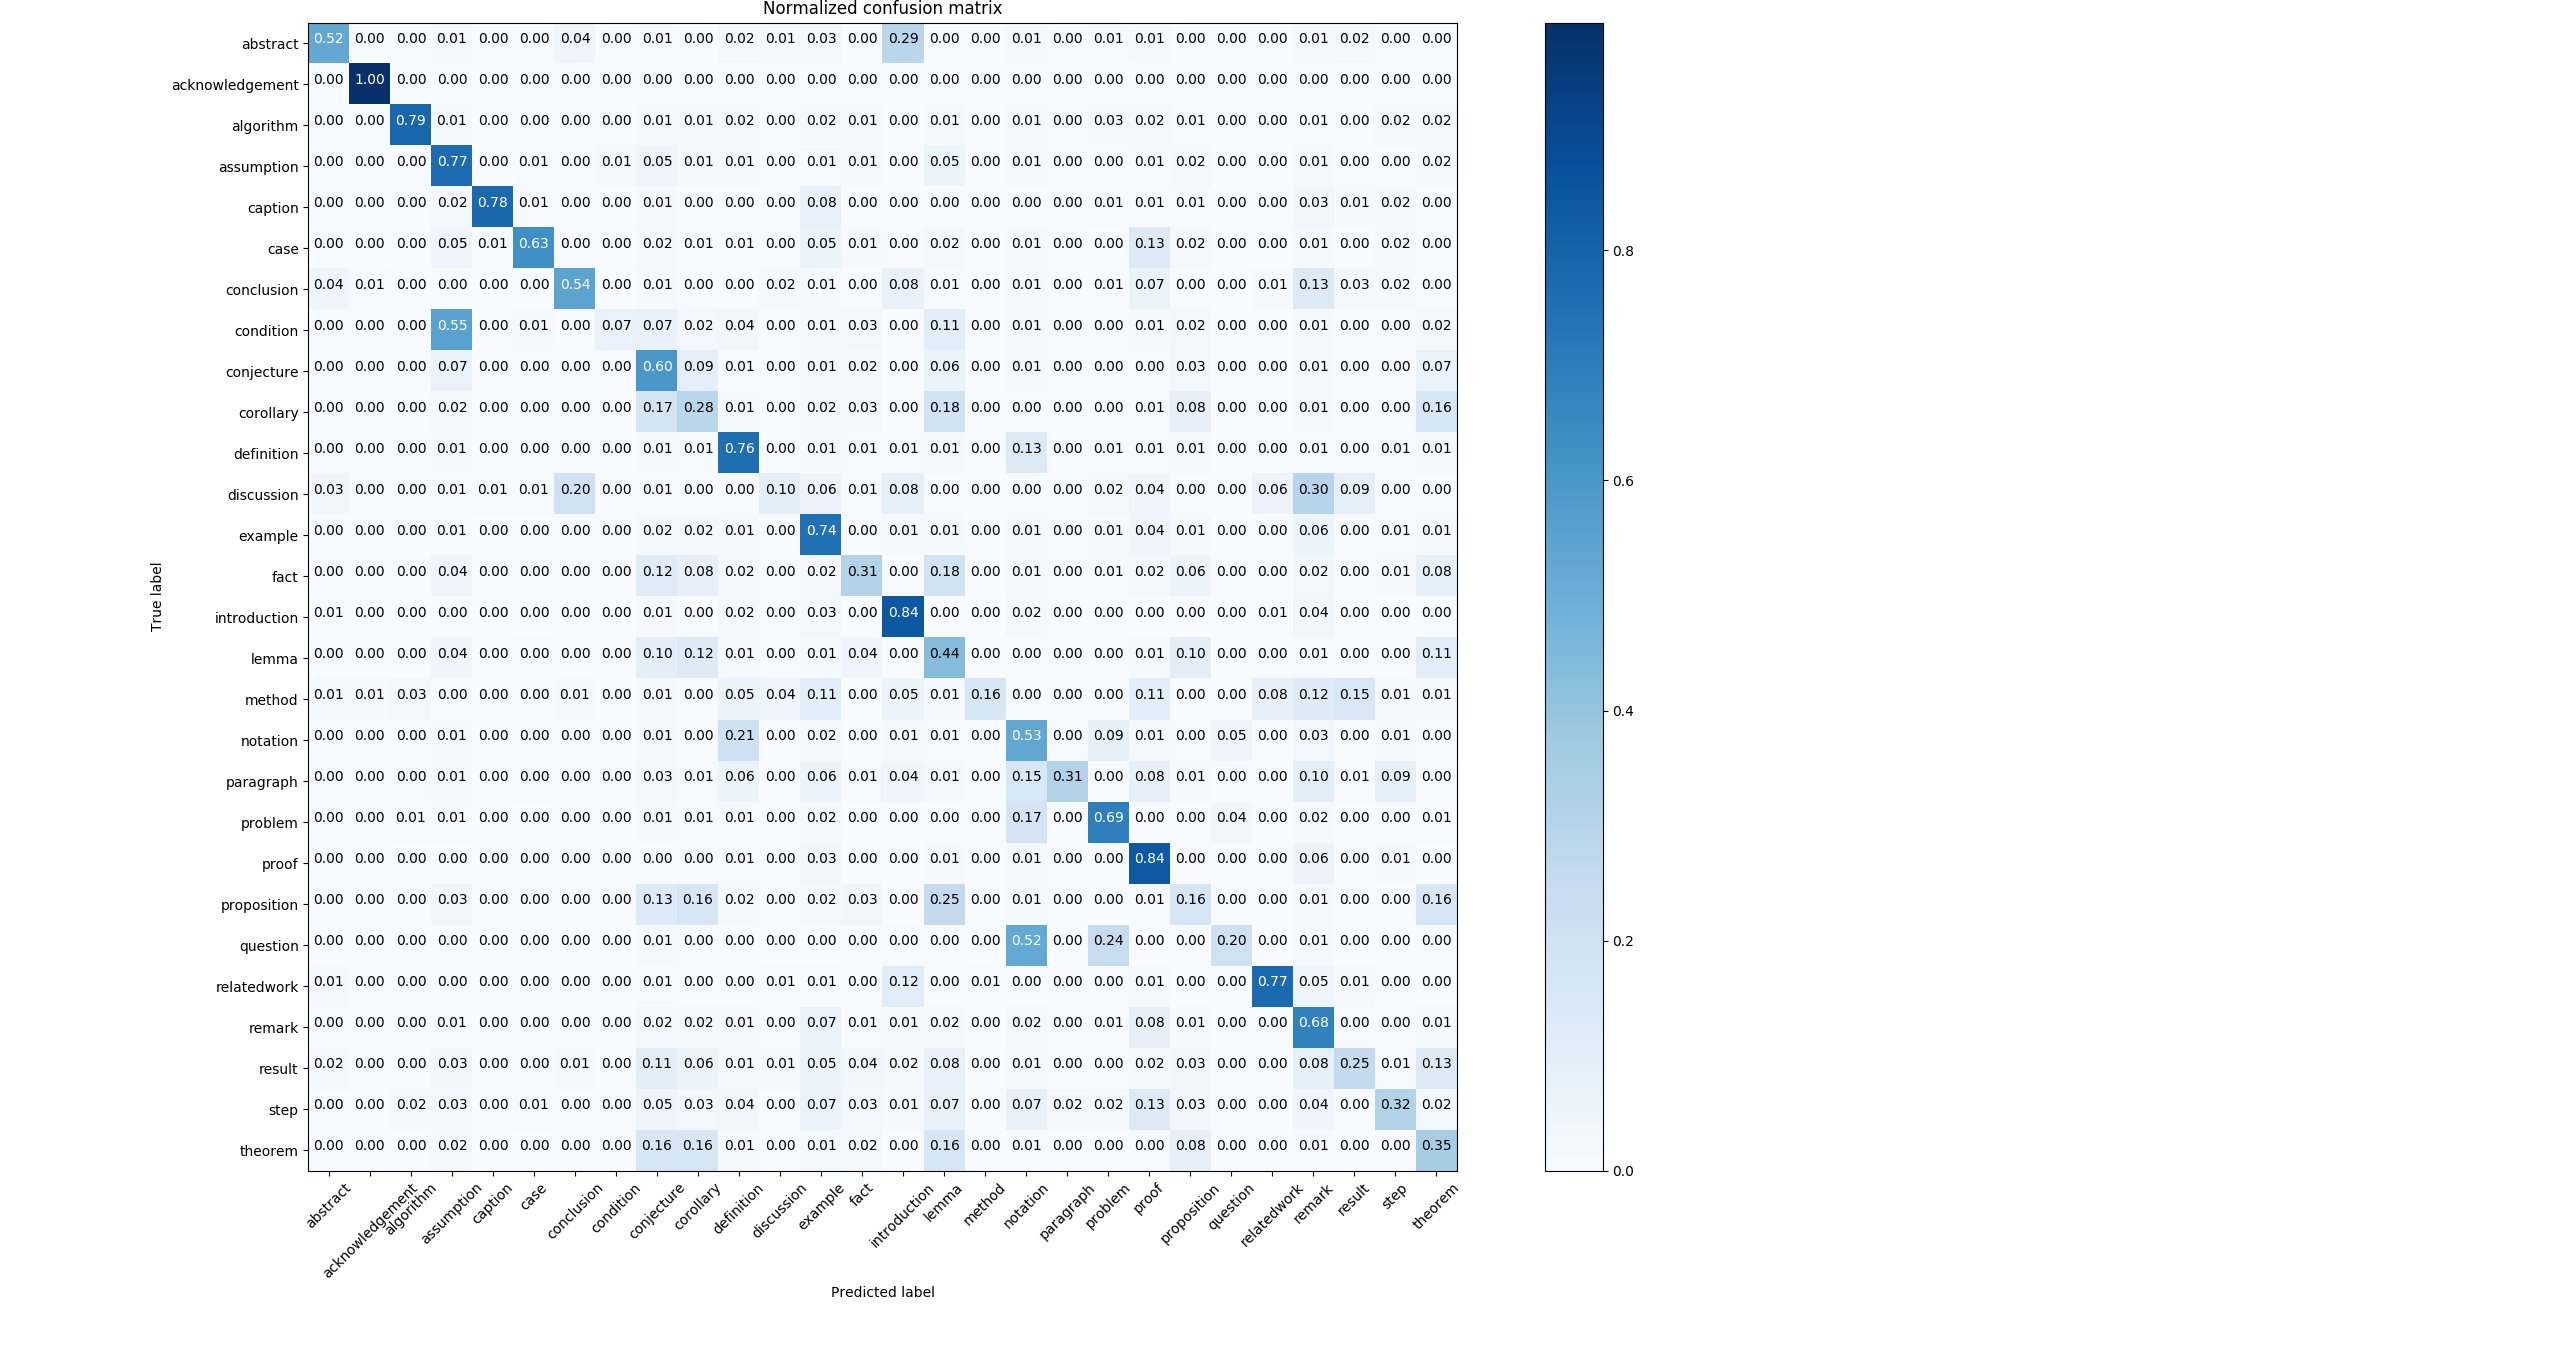 Normalized confusion matrix
abstract 0.52 0.00 0.00 0.01 0.00 0.00 0.04 0.00 0.01 0.00 0.02 0.01 0.03 0.00 0.29 0.00 0.00 0.01 0.00 0.01 0.01 0.00 0.00 0.00 0.01 0.02 0.00 0.00
acknowledgement 0.00 1.00 0.00 0.00 0.00 0.00 0.00 0.00 0.00 0.00 0.00 0.00 0.00 0.00 0.00 0.00 0.00 0.00 0.00 0.00 0.00 0.00 0.00 0.00 0.00 0.00 0.00 0.00
algorithm 0.00 0.00 0.79 0.01 0.00 0.00 0.00 0.00 0.01 0.01 0.02 0.00 0.02 0.01 0.00 0.01 0.00 0.01 0.00 0.03 0.02 0.01 0.00 0.00 0.01 0.00 0.02 0.02
assumption 0.00 0.00 0.00 0.77 0.00 0.01 0.00 0.01 0.05 0.01 0.01 0.00 0.01 0.01 0.00 0.05 0.00 0.01 0.00 0.00 0.01 0.02 0.00 0.00 0.01 0.00 0.00 0.02
caption 0.00 0.00 0.00 0.02 0.78 0.01 0.00 0.00 0.01 0.00 0.00 0.00 0.08 0.00 0.00 0.00 0.00 0.00 0.00 0.01 0.01 0.01 0.00 0.00 0.03 0.01 0.02 0.00
case 0.00 0.00 0.00 0.05 0.01 0.63 0.00 0.00 0.02 0.01 0.01 0.00 0.05 0.01 0.00 0.02 0.00 0.01 0.00 0.00 0.13 0.02 0.00 0.00 0.01 0.00 0.02 0.00
conclusion 0.04 0.01 0.00 0.00 0.00 0.00 0.54 0.00 0.01 0.00 0.00 0.02 0.01 0.00 0.08 0.01 0.00 0.01 0.00 0.01 0.07 0.00 0.00 0.01 0.13 0.03 0.02 0.00
condition 0.00 0.00 0.00 0.55 0.00 0.01 0.00 0.07 0.07 0.02 0.04 0.00 0.01 0.03 0.00 0.11 0.00 0.01 0.00 0.00 0.01 0.02 0.00 0.00 0.01 0.00 0.00 0.02
conjecture 0.00 0.00 0.00 0.07 0.00 0.00 0.00 0.00 0.60 0.09 0.01 0.00 0.01 0.02 0.00 0.06 0.00 0.01 0.00 0.00 0.00 0.03 0.00 0.00 0.01 0.00 0.00 0.07
corollary 0.00 0.00 0.00 0.02 0.00 0.00 0.00 0.00 0.17 0.28 0.01 0.00 0.02 0.03 0.00 0.18 0.00 0.00 0.00 0.00 0.01 0.08 0.00 0.00 0.01 0.00 0.00 0.16
definition 0.00 0.00 0.00 0.01 0.00 0.00 0.00 0.00 0.01 0.01 0.76 0.00 0.01 0.01 0.01 0.01 0.00 0.13 0.00 0.01 0.01 0.01 0.00 0.00 0.01 0.00 0.01 0.01
discussion 0.03 0.00 0.00 0.01 0.01 0.01 0.20 0.00 0.01 0.00 0.00 0.10 0.06 0.01 0.08 0.00 0.00 0.00 0.00 0.02 0.04 0.00 0.00 0.06 0.30 0.09 0.00 0.00
example 0.00 0.00 0.00 0.01 0.00 0.00 0.00 0.00 0.02 0.02 0.01 0.00 0.74 0.00 0.01 0.01 0.00 0.01 0.00 0.01 0.04 0.01 0.00 0.00 0.06 0.00 0.01 0.01
fact 0.00 0.00 0.00 0.04 0.00 0.00 0.00 0.00 0.12 0.08 0.02 0.00 0.02 0.31 0.00 0.18 0.00 0.01 0.00 0.01 0.02 0.06 0.00 0.00 0.02 0.00 0.01 0.08
introduction 0.01 0.00 0.00 0.00 0.00 0.00 0.00 0.00 0.01 0.00 0.02 0.00 0.03 0.00 0.84 0.00 0.00 0.02 0.00 0.00 0.00 0.00 0.00 0.01 0.04 0.00 0.00 0.00
lemma 0.00 0.00 0.00 0.04 0.00 0.00 0.00 0.00 0.10 0.12 0.01 0.00 0.01 0.04 0.00 0.44 0.00 0.00 0.00 0.00 0.01 0.10 0.00 0.00 0.01 0.00 0.00 0.11
method 0.01 0.01 0.03 0.00 0.00 0.00 0.01 0.00 0.01 0.00 0.05 0.04 0.11 0.00 0.05 0.01 0.16 0.00 0.00 0.00 0.11 0.00 0.00 0.08 0.12 0.15 0.01 0.01
notation 0.00 0.00 0.00 0.01 0.00 0.00 0.00 0.00 0.01 0.00 0.21 0.00 0.02 0.00 0.01 0.01 0.00 0.53 0.00 0.09 0.01 0.00 0.05 0.00 0.03 0.00 0.01 0.00
paragraph 0.00 0.00 0.00 0.01 0.00 0.00 0.00 0.00 0.03 0.01 0.06 0.00 0.06 0.01 0.04 0.01 0.00 0.15 0.31 0.00 0.08 0.01 0.00 0.00 0.10 0.01 0.09 0.00
problem 0.00 0.00 0.01 0.01 0.00 0.00 0.00 0.00 0.01 0.01 0.01 0.00 0.02 0.00 0.00 0.00 0.00 0.17 0.00 0.69 0.00 0.00 0.04 0.00 0.02 0.00 0.00 0.01
proof 0.00 0.00 0.00 0.00 0.00 0.00 0.00 0.00 0.00 0.00 0.01 0.00 0.03 0.00 0.00 0.01 0.00 0.01 0.00 0.00 0.84 0.00 0.00 0.00 0.06 0.00 0.01 0.00
proposition 0.00 0.00 0.00 0.03 0.00 0.00 0.00 0.00 0.13 0.16 0.02 0.00 0.02 0.03 0.00 0.25 0.00 0.01 0.00 0.00 0.01 0.16 0.00 0.00 0.01 0.00 0.00 0.16
question 0.00 0.00 0.00 0.00 0.00 0.00 0.00 0.00 0.01 0.00 0.00 0.00 0.00 0.00 0.00 0.00 0.00 0.52 0.00 0.24 0.00 0.00 0.20 0.00 0.01 0.00 0.00 0.00
relatedwork 0.01 0.00 0.00 0.00 0.00 0.00 0.00 0.00 0.01 0.00 0.00 0.01 0.01 0.00 0.12 0.00 0.01 0.00 0.00 0.00 0.01 0.00 0.00 0.77 0.05 0.01 0.00 0.00
remark 0.00 0.00 0.00 0.01 0.00 0.00 0.00 0.00 0.02 0.02 0.01 0.00 0.07 0.01 0.01 0.02 0.00 0.02 0.00 0.01 0.08 0.01 0.00 0.00 0.68 0.00 0.00 0.01
result 0.02 0.00 0.00 0.03 0.00 0.00 0.01 0.00 0.11 0.06 0.01 0.01 0.05 0.04 0.02 0.08 0.00 0.01 0.00 0.00 0.02 0.03 0.00 0.00 0.08 0.25 0.01 0.13
step 0.00 0.00 0.02 0.03 0.00 0.01 0.00 0.00 0.05 0.03 0.04 0.00 0.07 0.03 0.01 0.07 0.00 0.07 0.02 0.02 0.13 0.03 0.00 0.00 0.04 0.00 0.32 0.02
theorem 0.00 0.00 0.00 0.02 0.00 0.00 0.00 0.00 0.16 0.16 0.01 0.00 0.01 0.02 0.00 0.16 0.00 0.01 0.00 0.00 0.00 0.08 0.00 0.00 0.01 0.00 0.00 0.35
True label
abstract acknowledgement algorithm assumption caption case conclusion condition conjecture corollary definition discussion example fact introduction lemma method notation paragraph problem proof proposition question relatedwork remark result step theorem
Predicted label
0.8
0.6
0.4
0.2
0.0